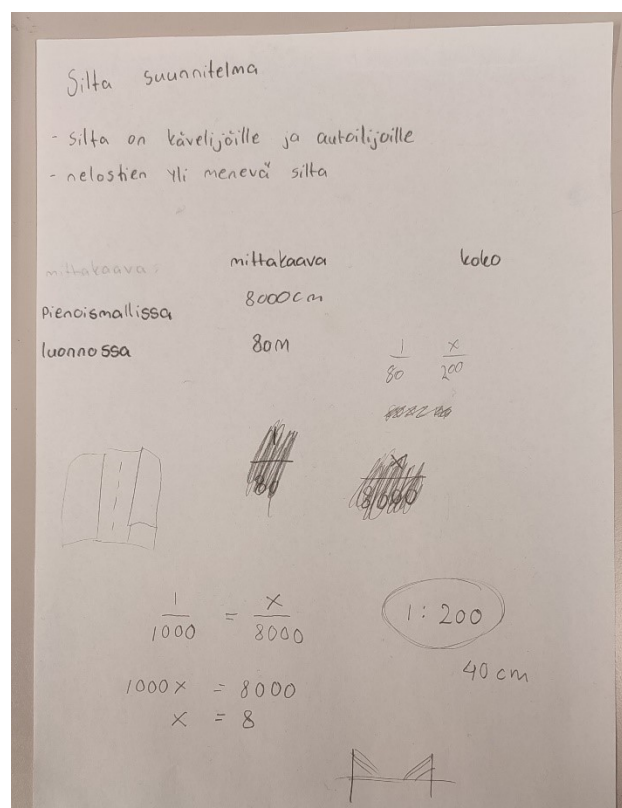 Silta suunnitelma
- Silta on kävelijöille ja autoilijoille
- nelostien yli menevä silta
mittakaava:
mittakaava koko
Pienoismallissa 8000cm
luonnossa 80m
1/80 x/200
1/1000 = x/8000
1:200
1000x = 8000
40 cm
x = 8